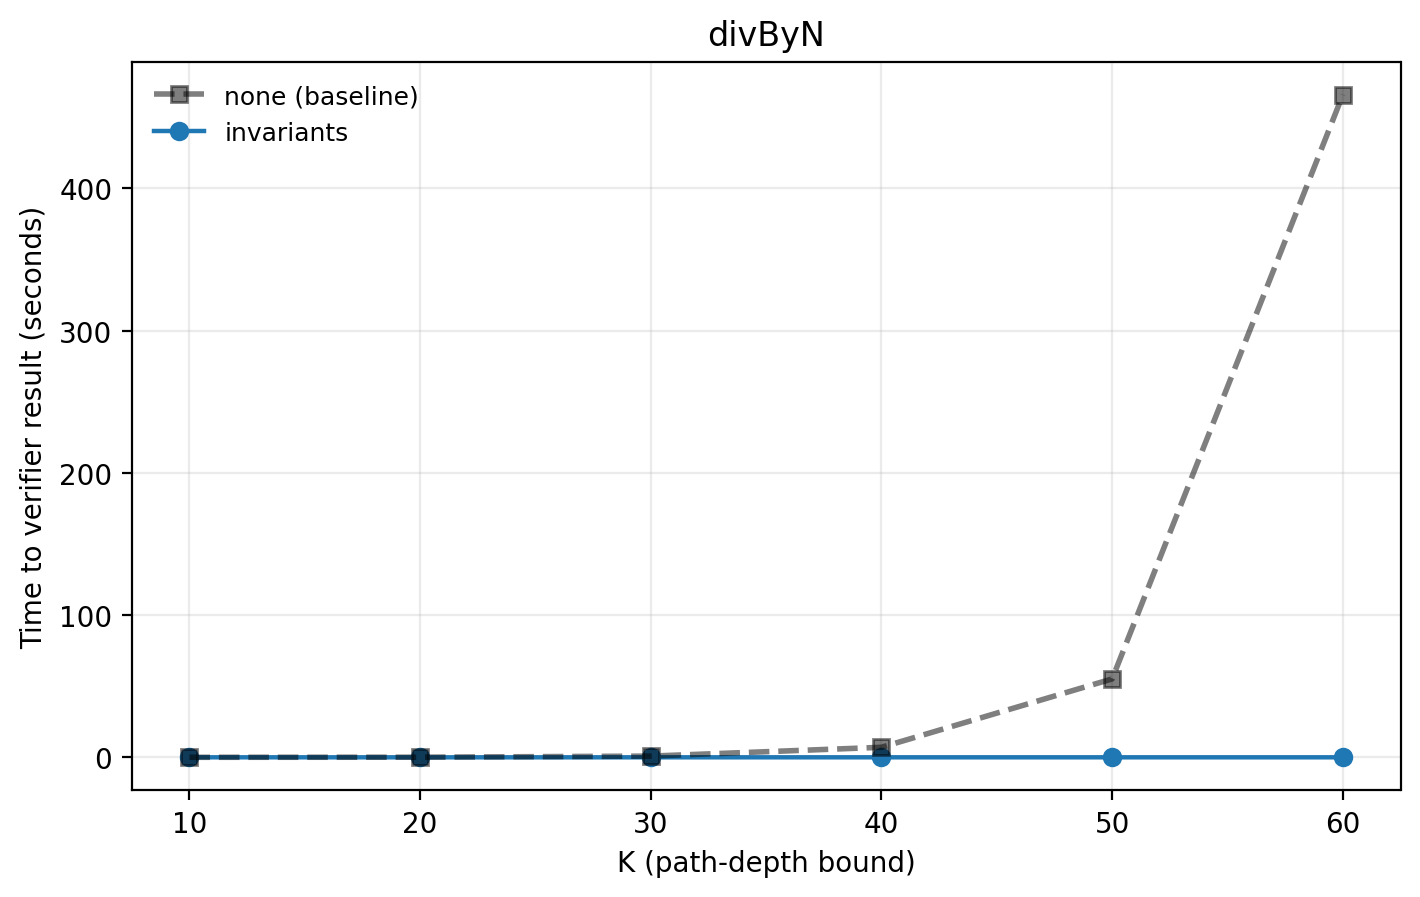 divByN
none (baseline)
invariants
Time to verifier result (seconds)
400
300
200
100
0
10 20 30 40 50 60
K (path-depth bound)